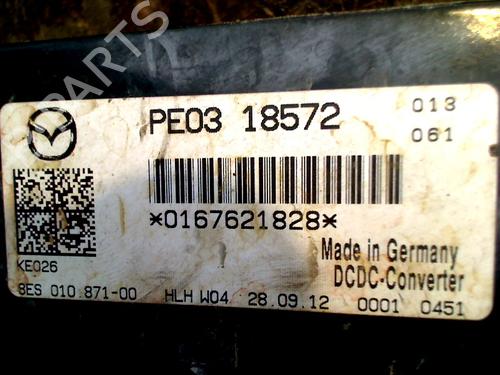 PE03 18572
013
061
*0167621828*
KE026
Made in Germany
DCDC-Converter
8ES 010 871-00 HLH W04 28.09.12 0001 0451
PARTS